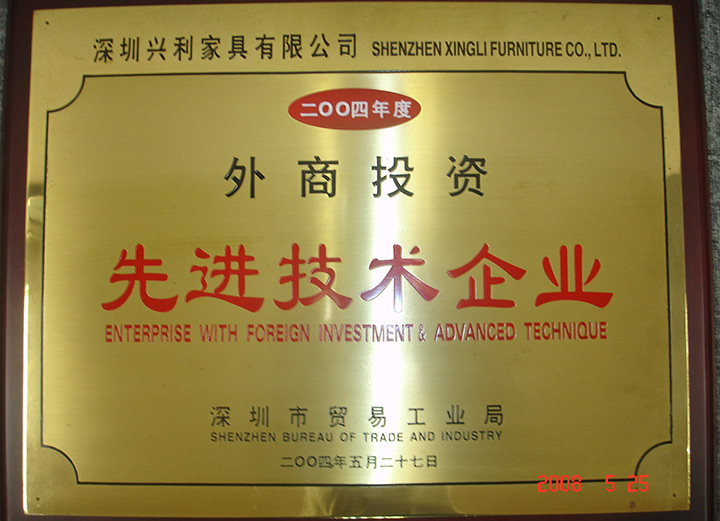 深圳兴利家具有限公司 SHENZHEN XINGLI FURNITURE CO., LTD.
二OO四年度
外商投资
先进技术企业
ENTERPRISE WITH FOREIGN INVESTMENT & ADVANCED TECHNIQUE
深圳市贸易工业局
SHENZHEN BUREAU OF TRADE AND INDUSTRY
二OO四年五月二十七日
2008 5 25